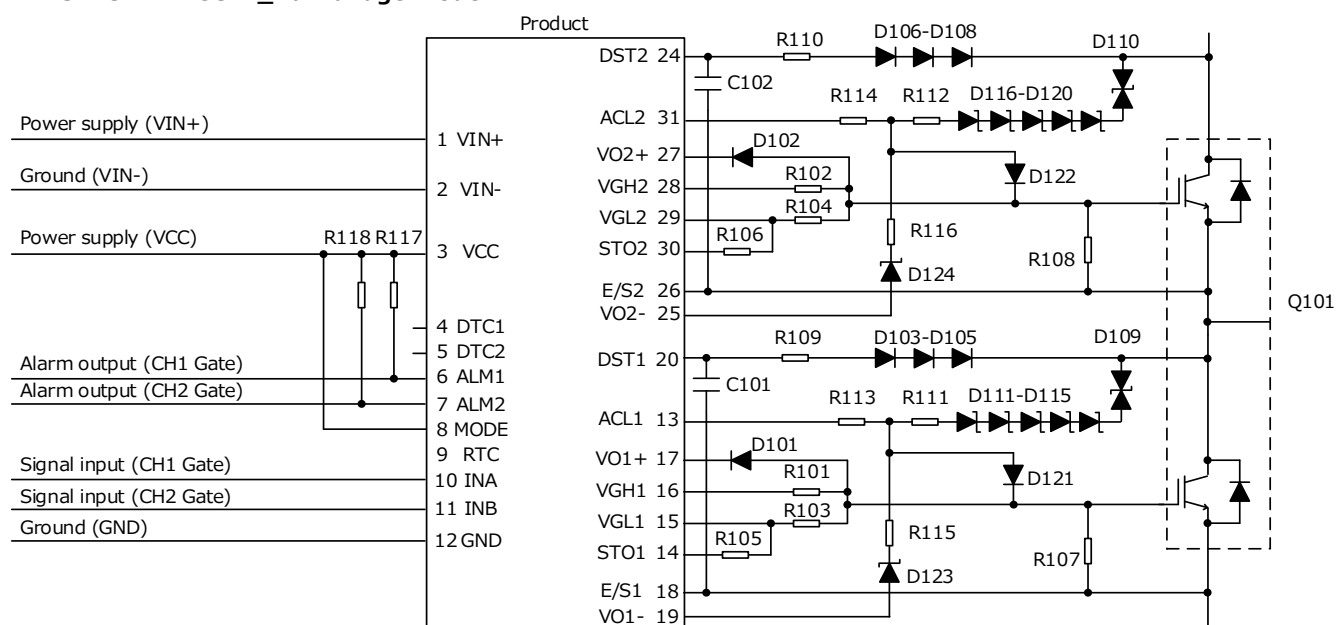 Product
DST2 24
R110
D106-D108
D110
C102
R114
R112
D116-D120
Power supply (VIN+)
1 VIN+
ACL2 31
Ground (VIN-)
2 VIN-
VO2+ 27
D102
VGH2 28
R102
D122
VGL2 29
R104
Power supply (VCC)
R118
R117
3 VCC
STO2 30
R106
R116
R108
D124
E/S2 26
VO2- 25
Q101
4 DTC1
5 DTC2
DST1 20
R109
D103-D105
D109
Alarm output (CH1 Gate)
6 ALM1
C101
Alarm output (CH2 Gate)
7 ALM2
R113
R111
D111-D115
8 MODE
ACL1 13
9 RTC
VO1+ 17
D101
Signal input (CH1 Gate)
10 INA
VGH1 16
R101
D121
Signal input (CH2 Gate)
11 INB
VGL1 15
R103
Ground (GND)
12 GND
STO1 14
R105
R115
R107
D123
E/S1 18
VO1- 19